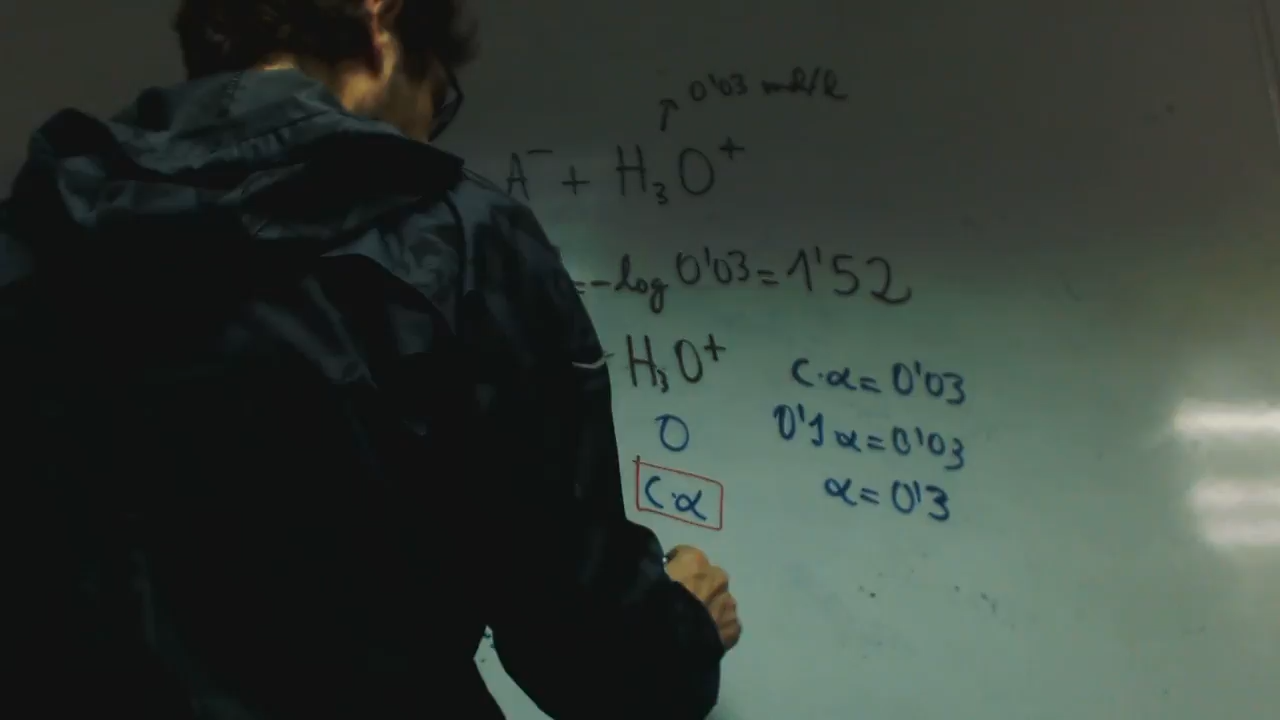 0'03 mol/l
A⁻ + H₃O⁺
= -log 0'03 = 1'52
H₃O⁺
C·α = 0'03
0
0'1 α = 0'03
C·α
α = 0'3